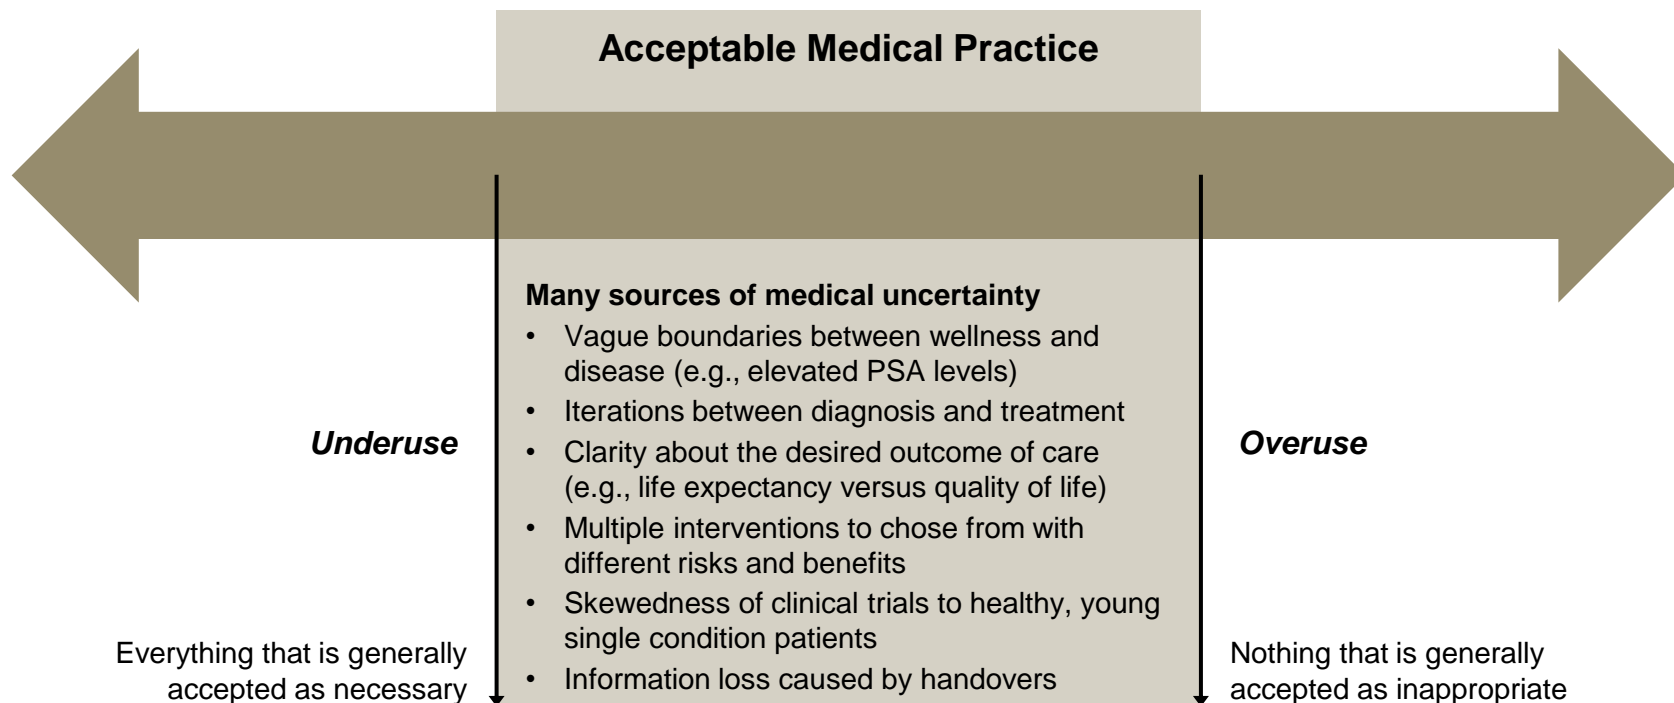 Acceptable Medical Practice
Many sources of medical uncertainty
• Vague boundaries between wellness and
disease (e.g., elevated PSA levels)
• Iterations between diagnosis and treatment
• Clarity about the desired outcome of care
(e.g., life expectancy versus quality of life)
• Multiple interventions to chose from with
different risks and benefits
• Skewedness of clinical trials to healthy, young
single condition patients
• Information loss caused by handovers
Underuse
Overuse
Everything that is generally
accepted as necessary
Nothing that is generally
accepted as inappropriate